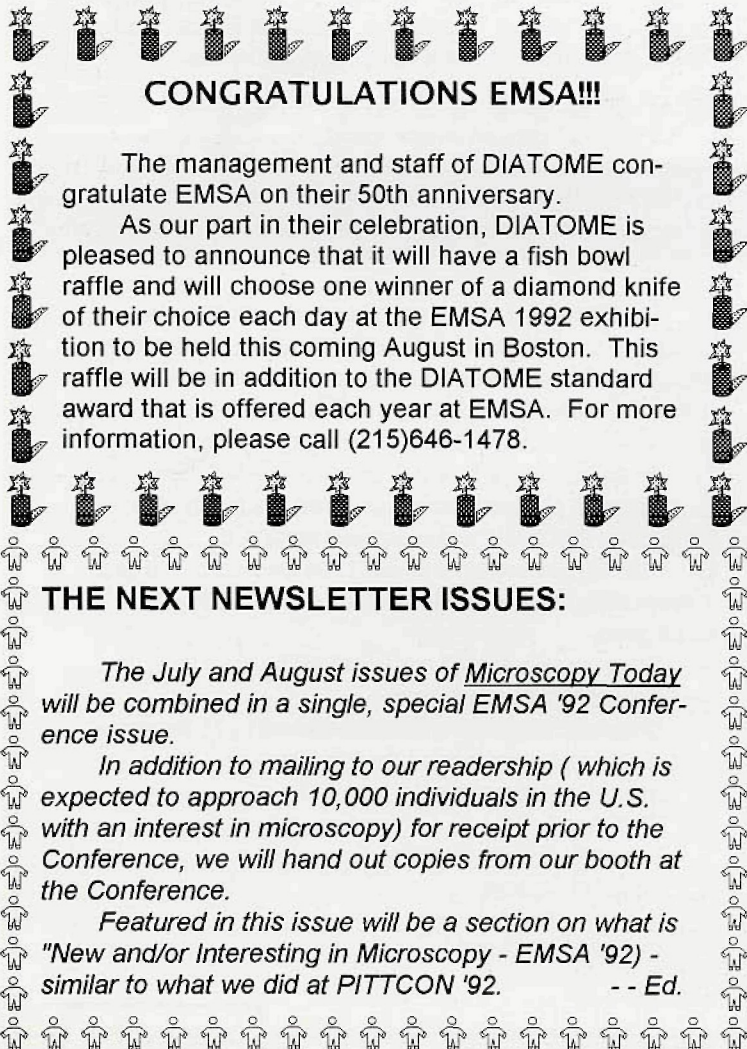 CONGRATULATIONS EMSA!!!
The management and staff of DIATOME con-
gratulate EMSA on their 50th anniversary.
As our part in their celebration, DIATOME is
pleased to announce that it will have a fish bowl
raffle and will choose one winner of a diamond knife
of their choice each day at the EMSA 1992 exhibi-
tion to be held this coming August in Boston. This
raffle will be in addition to the DIATOME standard
award that is offered each year at EMSA. For more
information, please call (215)646-1478.
THE NEXT NEWSLETTER ISSUES:
The July and August issues of Microscopy Today
will be combined in a single, special EMSA '92 Confer-
ence issue.
In addition to mailing to our readership ( which is
expected to approach 10,000 individuals in the U.S.
with an interest in microscopy) for receipt prior to the
Conference, we will hand out copies from our booth at
the Conference.
Featured in this issue will be a section on what is
"New and/or Interesting in Microscopy - EMSA '92) -
similar to what we did at PITTCON '92. - - Ed.